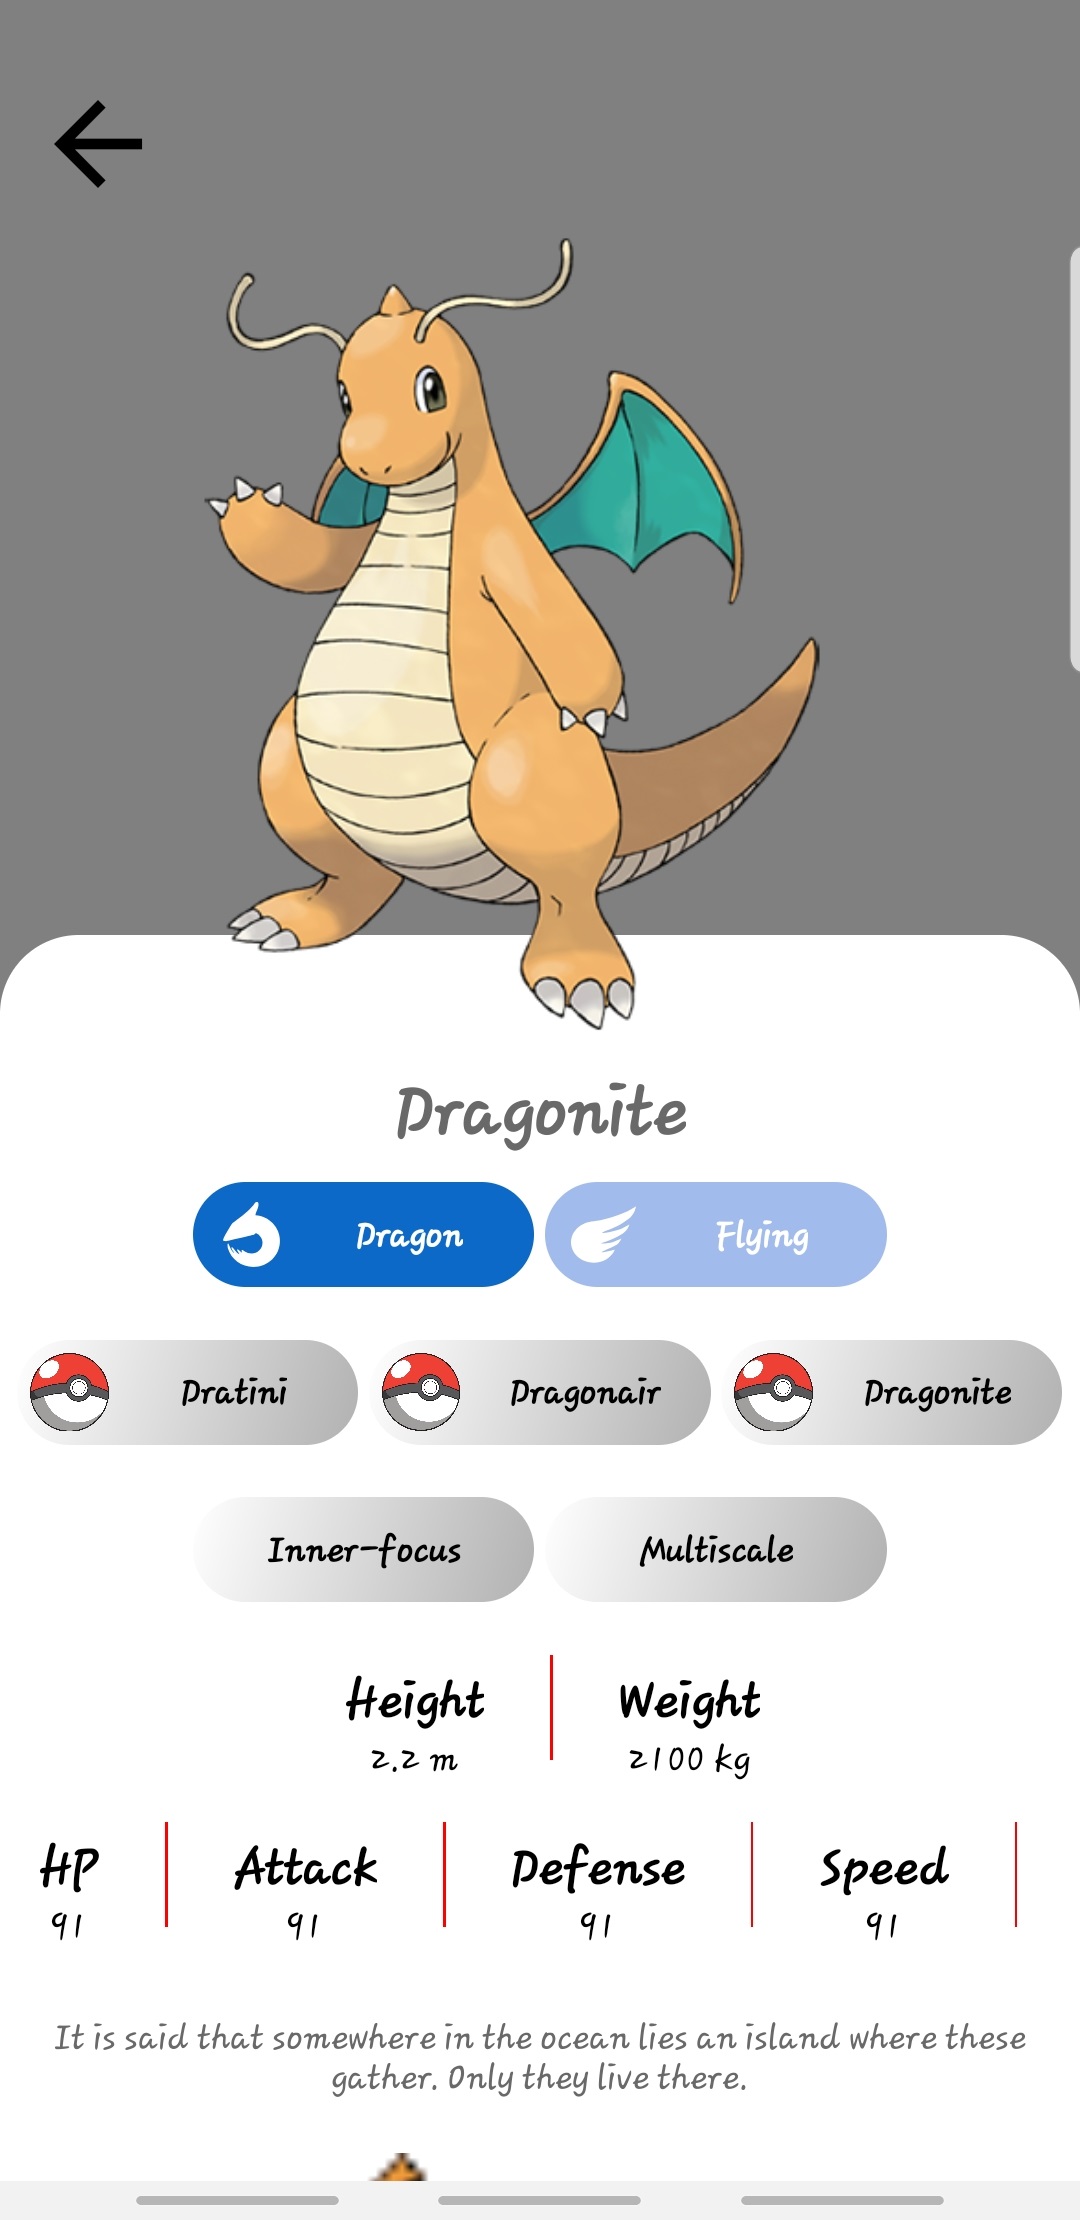 Dragonite
Dragon Flying
Dratini Dragonair Dragonite
Inner-focus Multiscale
Height Weight
2.2 m 2100 kg
HP Attack Defense Speed
91 91 91 91
It is said that somewhere in the ocean lies an island where these
gather. Only they live there.